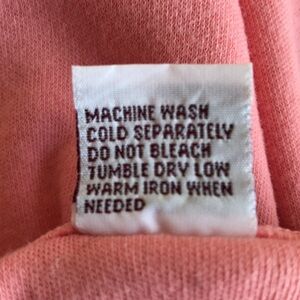 MACHINE WASH
COLD SEPARATELY
DO NOT BLEACH
TUMBLE DRY LOW
WARM IRON WHEN
NEEDED